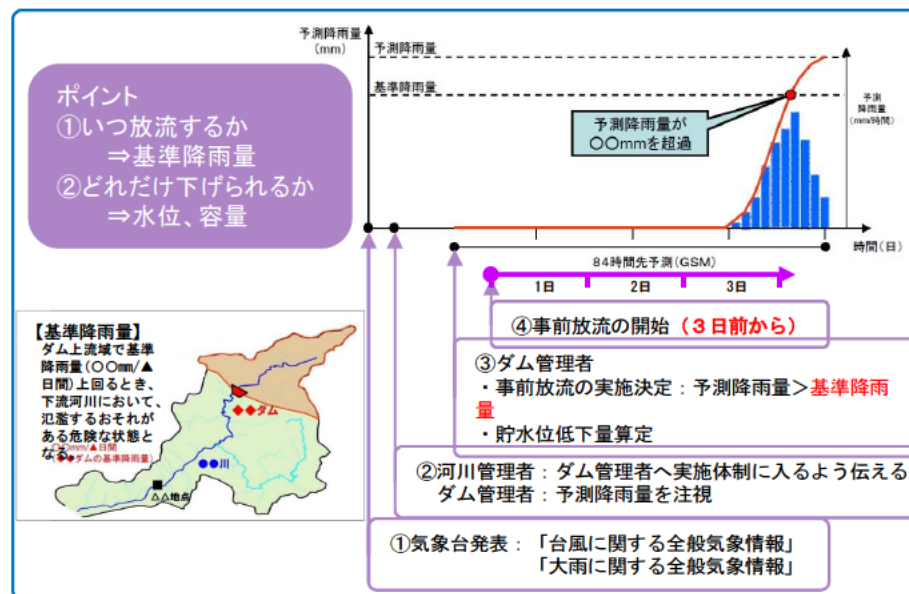 予測降雨量
(mm)
予測降雨量
基準降雨量
予測
降雨量
(mm/時間)
予測降雨量が
〇〇mmを超過
ポイント
①いつ放流するか
⇒基準降雨量
②どれだけ下げられるか
⇒水位、容量
時間(日)
84時間先予測(GSM)
1日
2日
3日
④事前放流の開始（３日前から）
③ダム管理者
・事前放流の実施決定：予測降雨量＞基準降雨
量
・貯水位低下量算定
②河川管理者：ダム管理者へ実施体制に入るよう伝える
ダム管理者：予測降雨量を注視
①気象台発表：「台風に関する全般気象情報」
「大雨に関する全般気象情報」
【基準降雨量】
ダム上流域で基準
降雨量(〇〇mm/▲
日間)上回るとき、
下流河川において、
氾濫するおそれが
ある危険な状態と
なる。
〇〇mm/▲日間
(◆◆ダムの基準降雨量)
◆◆ダム
●●川
△△地点